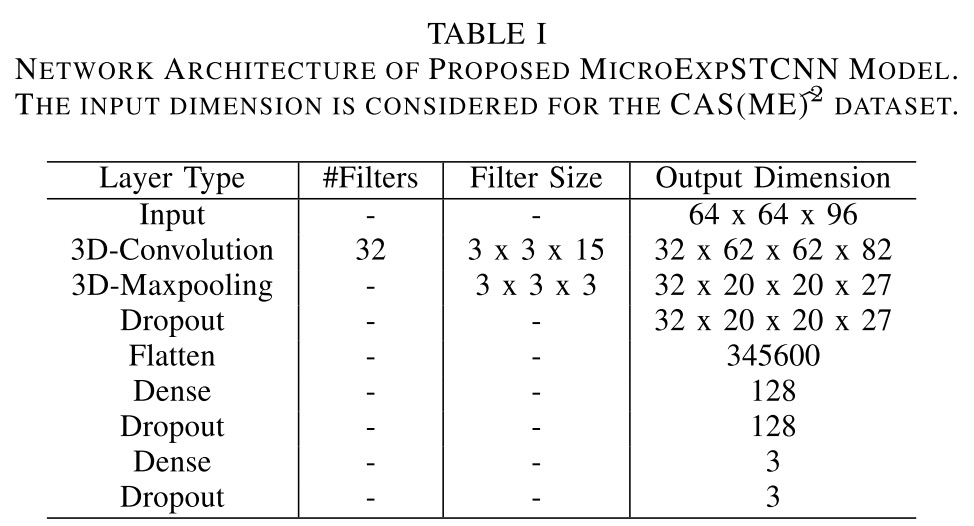 TABLE I
NETWORK ARCHITECTURE OF PROPOSED MICROEXPSTCNN MODEL.
THE INPUT DIMENSION IS CONSIDERED FOR THE CAS(ME)^2 DATASET.
Layer Type #Filters Filter Size Output Dimension
Input - - 64 x 64 x 96
3D-Convolution 32 3 x 3 x 15 32 x 62 x 62 x 82
3D-Maxpooling - 3 x 3 x 3 32 x 20 x 20 x 27
Dropout - - 32 x 20 x 20 x 27
Flatten - - 345600
Dense - - 128
Dropout - - 128
Dense - - 3
Dropout - - 3